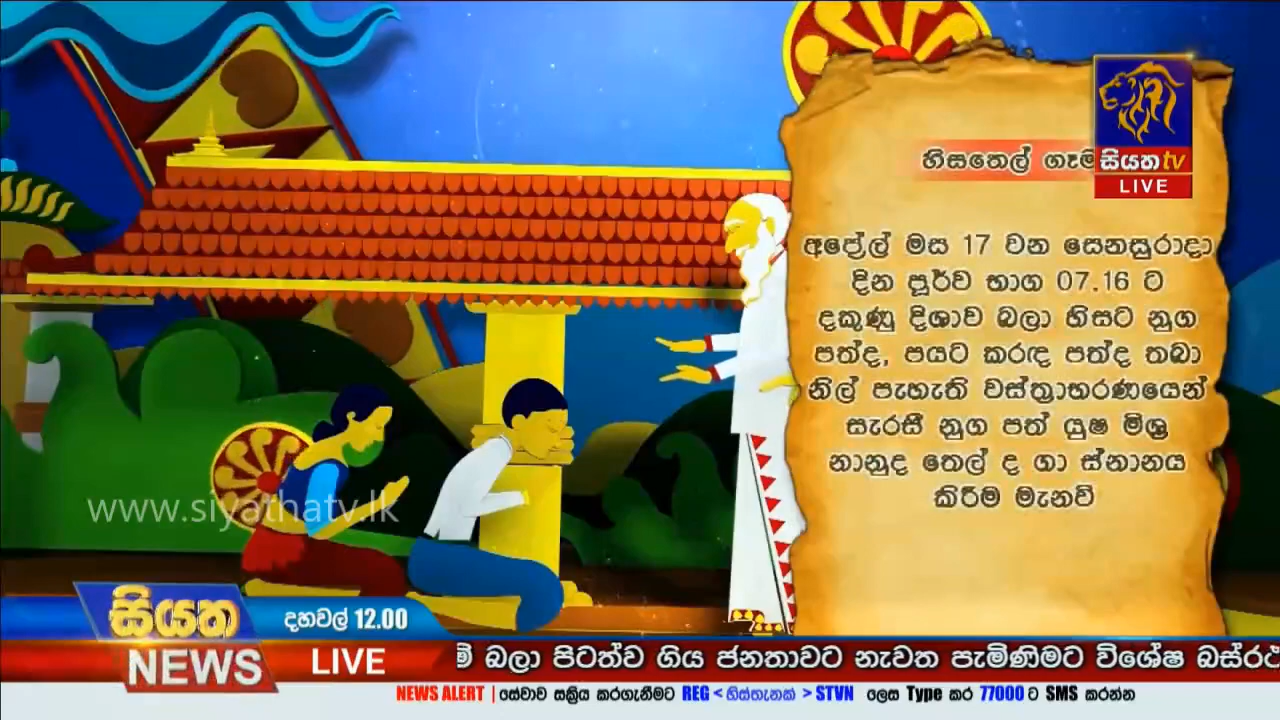 හිසතෙල් ගෑම
සියත tv
LIVE
අප්‍රේල් මස 17 වන සෙනසුරාදා
දින පූර්ව භාග 07.16 ට
දකුණු දිශාව බලා හිසට නුග
පත්ද, පයට කරඳ පත්ද තබා
නිල් පැහැති වස්ත්‍රාභරණයෙන්
සැරසී නුග පත් යුෂ මිශ්‍ර
නානුද තෙල් ද ගා ස්නානය
කිරීම මැනවි
www.siyathatv.lk
සියත
NEWS
දහවල් 12.00
LIVE
මි බලා පිටත්ව ගිය ජනතාවට නැවත පැමිණිමට විශේෂ බස්රථ
NEWS ALERT | සේවාව සක්‍රිය කරගැනීමට REG < හිස්තැනක් > STVN ලෙස Type කර 77000 ට SMS කරන්න